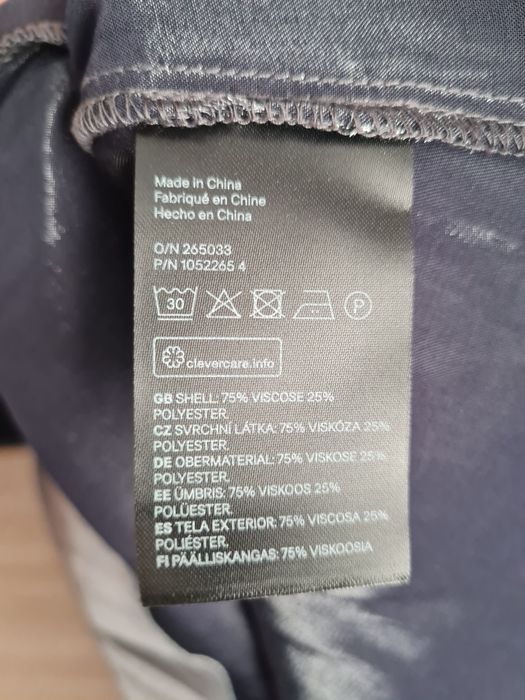 Made in China
Fabriqué en Chine
Hecho en China
O/N 265033
P/N 1052265 4
30 P
clevercare.info
GB SHELL: 75% VISCOSE 25%
POLYESTER.
CZ SVRCHNÍ LÁTKA: 75% VISKÓZA 25%
POLYESTER.
DE OBERMATERIAL: 75% VISKOSE 25%
POLYESTER.
EE ÜMBRIS: 75% VISKOOS 25%
POLÜESTER.
ES TELA EXTERIOR: 75% VISCOSA 25%
POLIÉSTER.
FI PÄÄLLISKANGAS: 75% VISKOOSIA